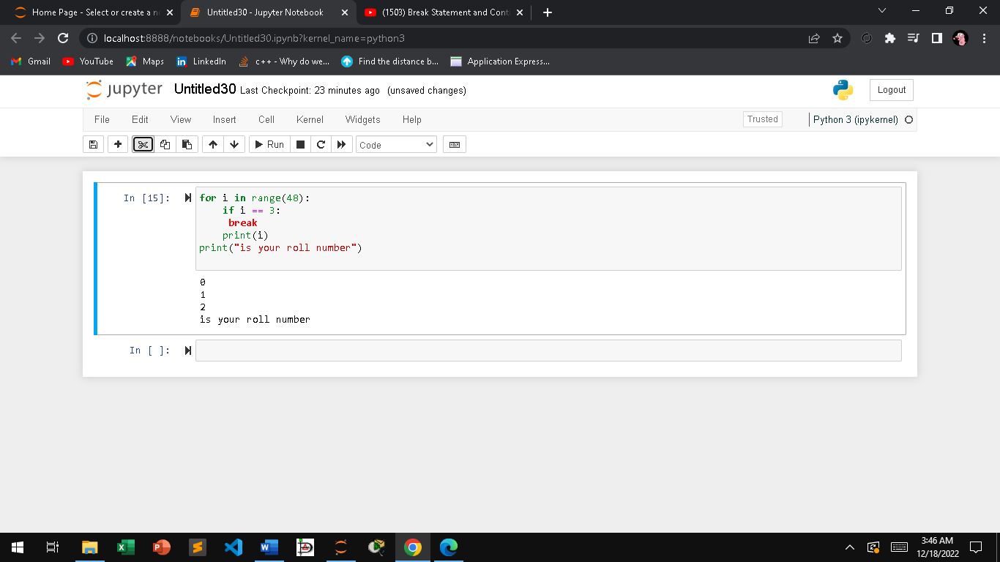 Home Page - Select or create a n
Untitled30 - Jupyter Notebook
(1503) Break Statement and Conti
localhost:8888/notebooks/Untitled30.ipynb?kernel_name=python3
Gmail YouTube Maps LinkedIn c++ - Why do we... Find the distance b... Application Express...
jupyter Untitled30 Last Checkpoint: 23 minutes ago (unsaved changes) Logout
File Edit View Insert Cell Kernel Widgets Help Trusted Python 3 (ipykernel)
Run Code
In [15]: for i in range(48):
if i == 3:
break
print(i)
print("is your roll number")
0
1
2
is your roll number
In [ ]:
3:46 AM
12/18/2022